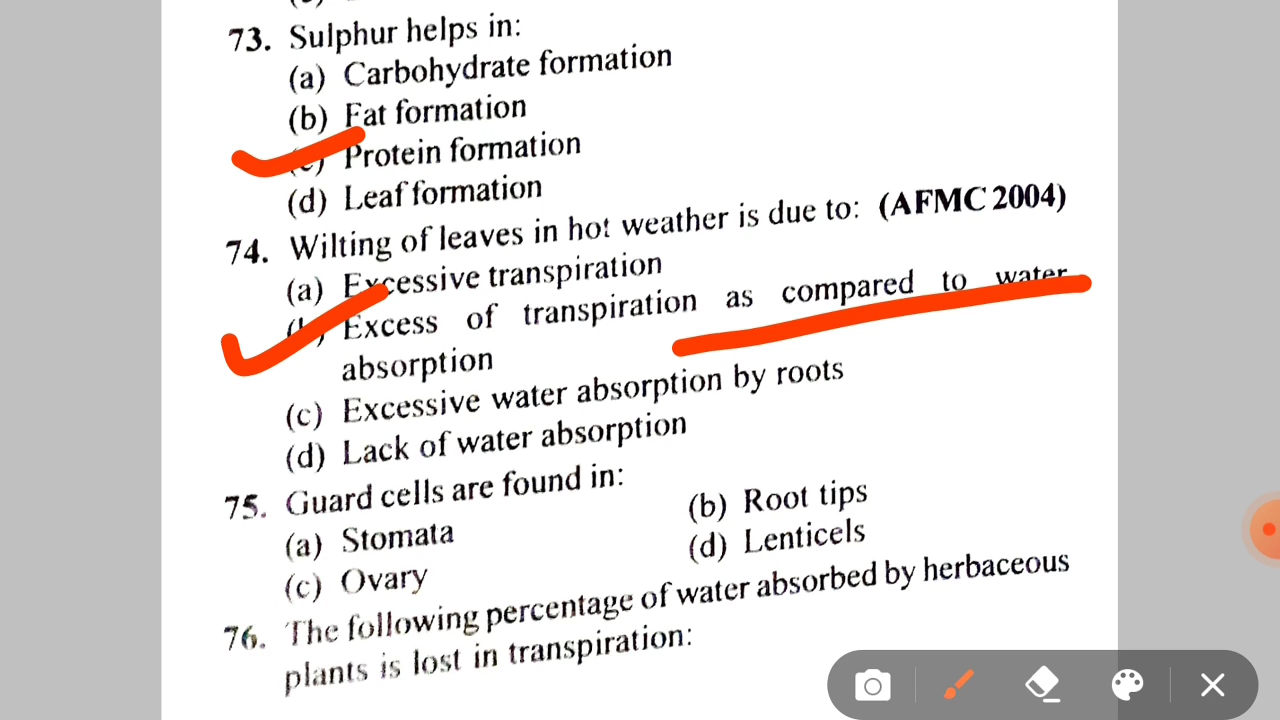 73. Sulphur helps in:
(a) Carbohydrate formation
(b) Fat formation
(c) Protein formation
(d) Leaf formation
74. Wilting of leaves in hot weather is due to: (AFMC 2004)
(a) Excessive transpiration
(b) Excess of transpiration as compared to water
absorption
(c) Excessive water absorption by roots
(d) Lack of water absorption
75. Guard cells are found in:
(a) Stomata (b) Root tips
(c) Ovary (d) Lenticels
76. The following percentage of water absorbed by herbaceous
plants is lost in transpiration: